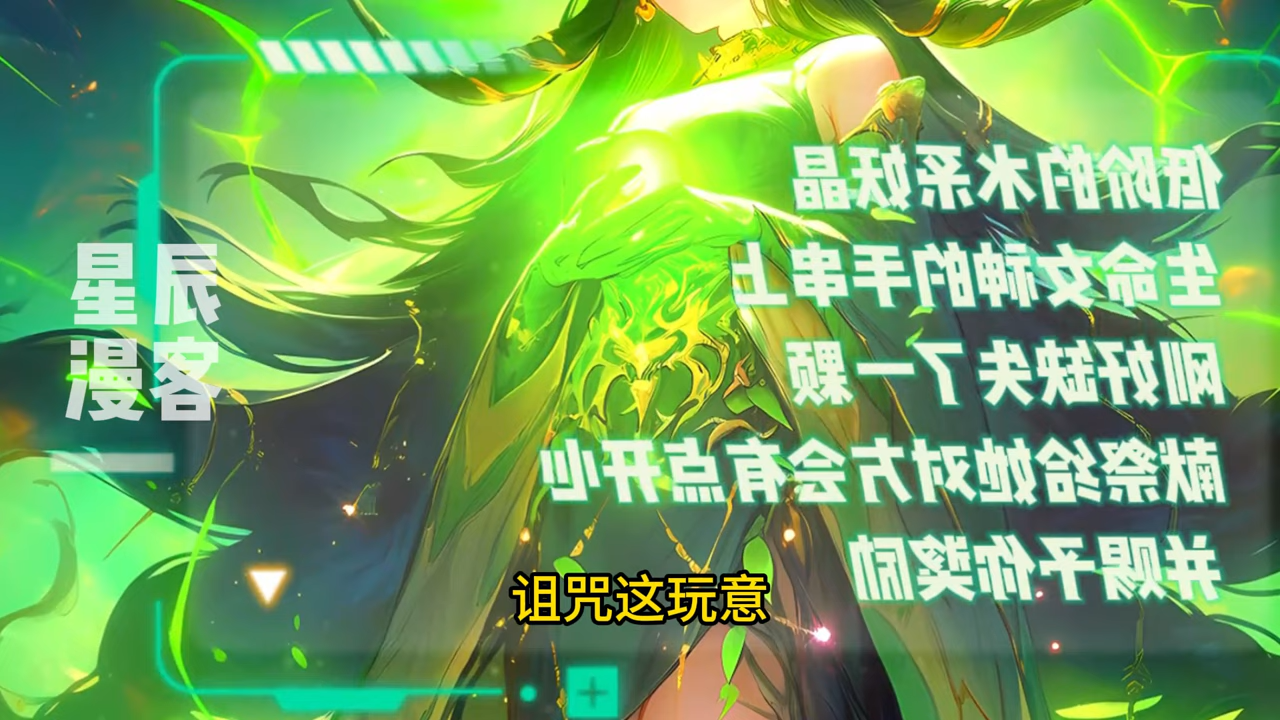 星辰
漫客
低阶的木系妖晶
生命女神的手串上
刚好缺失了一颗
献祭给她对方会有点开心
并赐予你奖励
诅咒这玩意